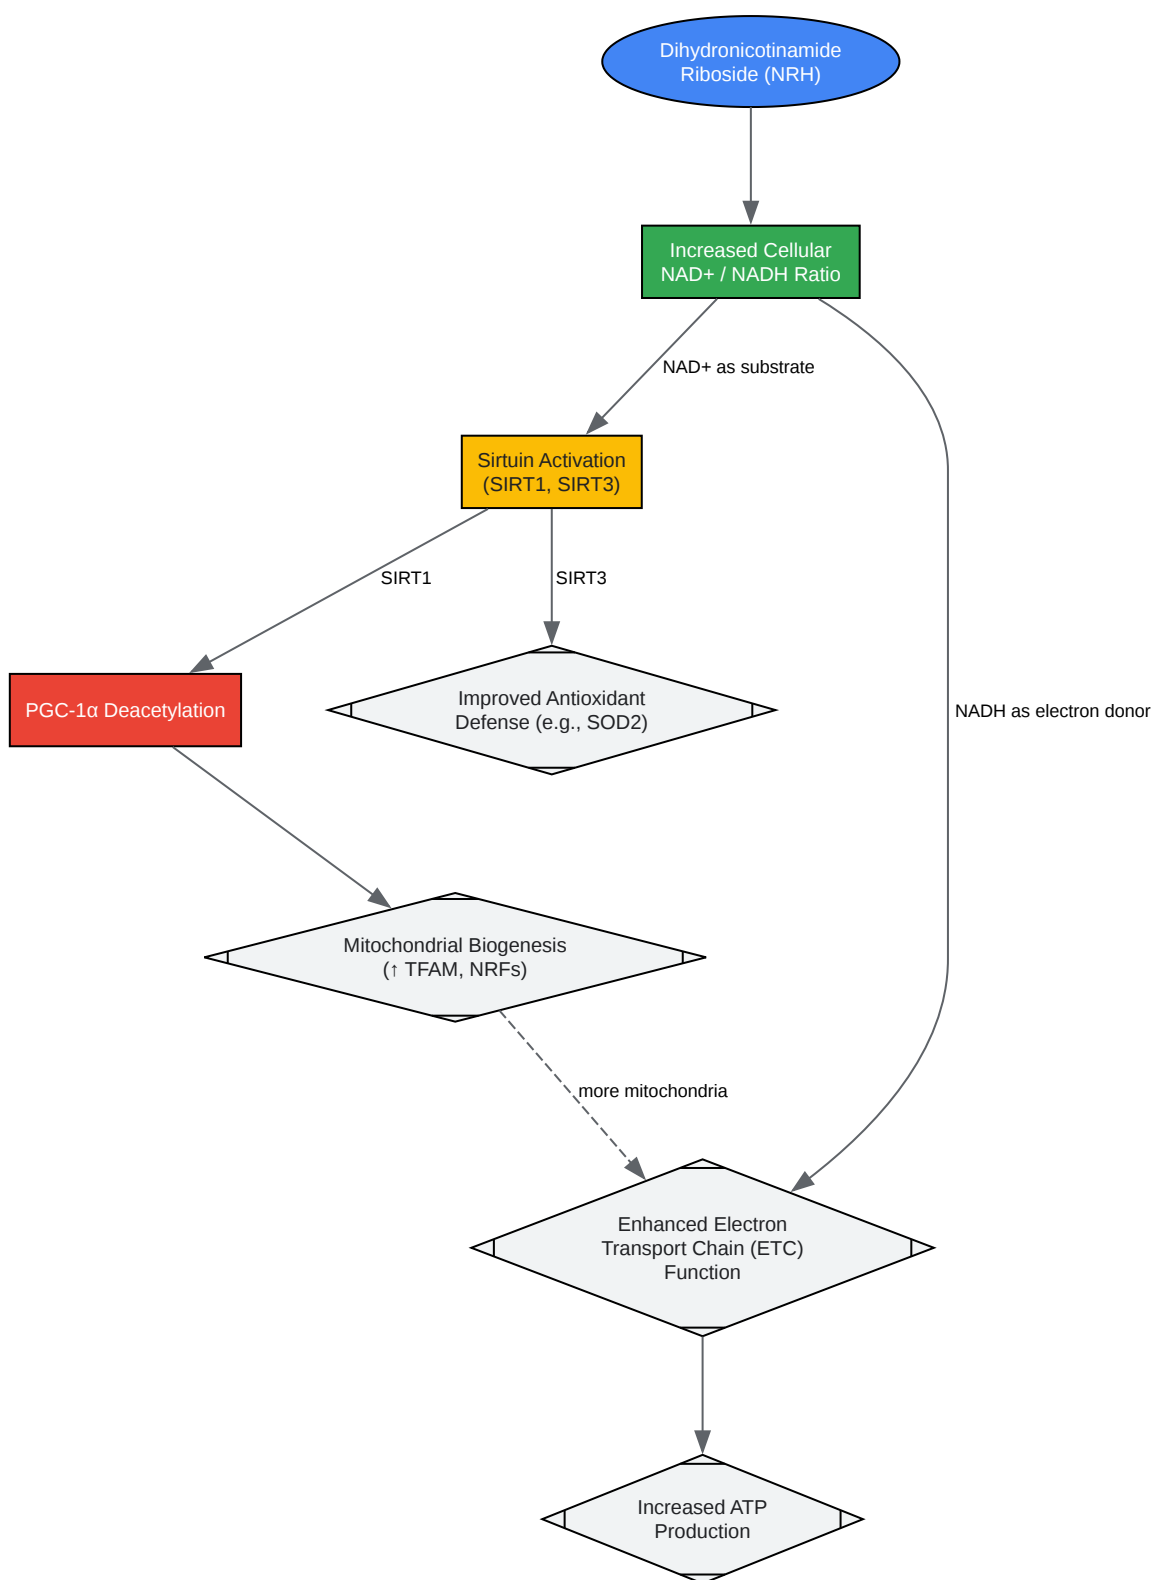 Dihydronicotinamide
Riboside (NRH)
Increased Cellular
NAD+ / NADH Ratio
NAD+ as substrate
Sirtuin Activation
(SIRT1, SIRT3)
SIRT1
SIRT3
PGC-1α Deacetylation
Improved Antioxidant
Defense (e.g., SOD2)
NADH as electron donor
Mitochondrial Biogenesis
(↑ TFAM, NRFs)
more mitochondria
Enhanced Electron
Transport Chain (ETC)
Function
Increased ATP
Production